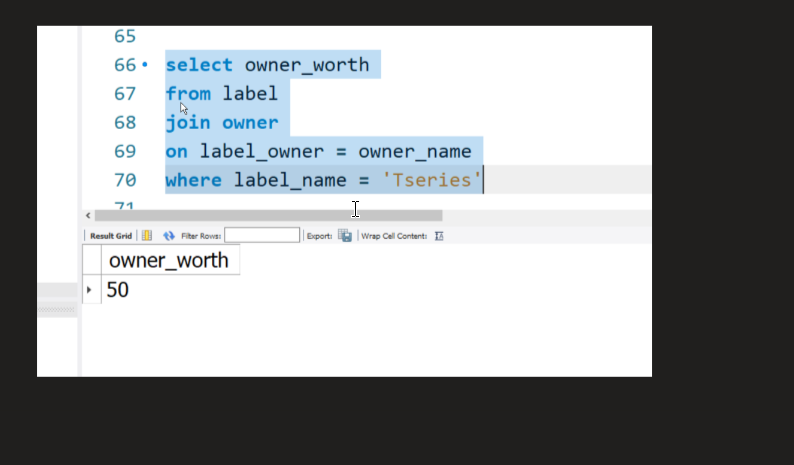 65
66 select owner_worth
67 from label
68 join owner
69 on label_owner = owner_name
70 where label_name = 'Tseries'
71
Result Grid Filter Rows: Export: Wrap Cell Content: IA
owner_worth
50